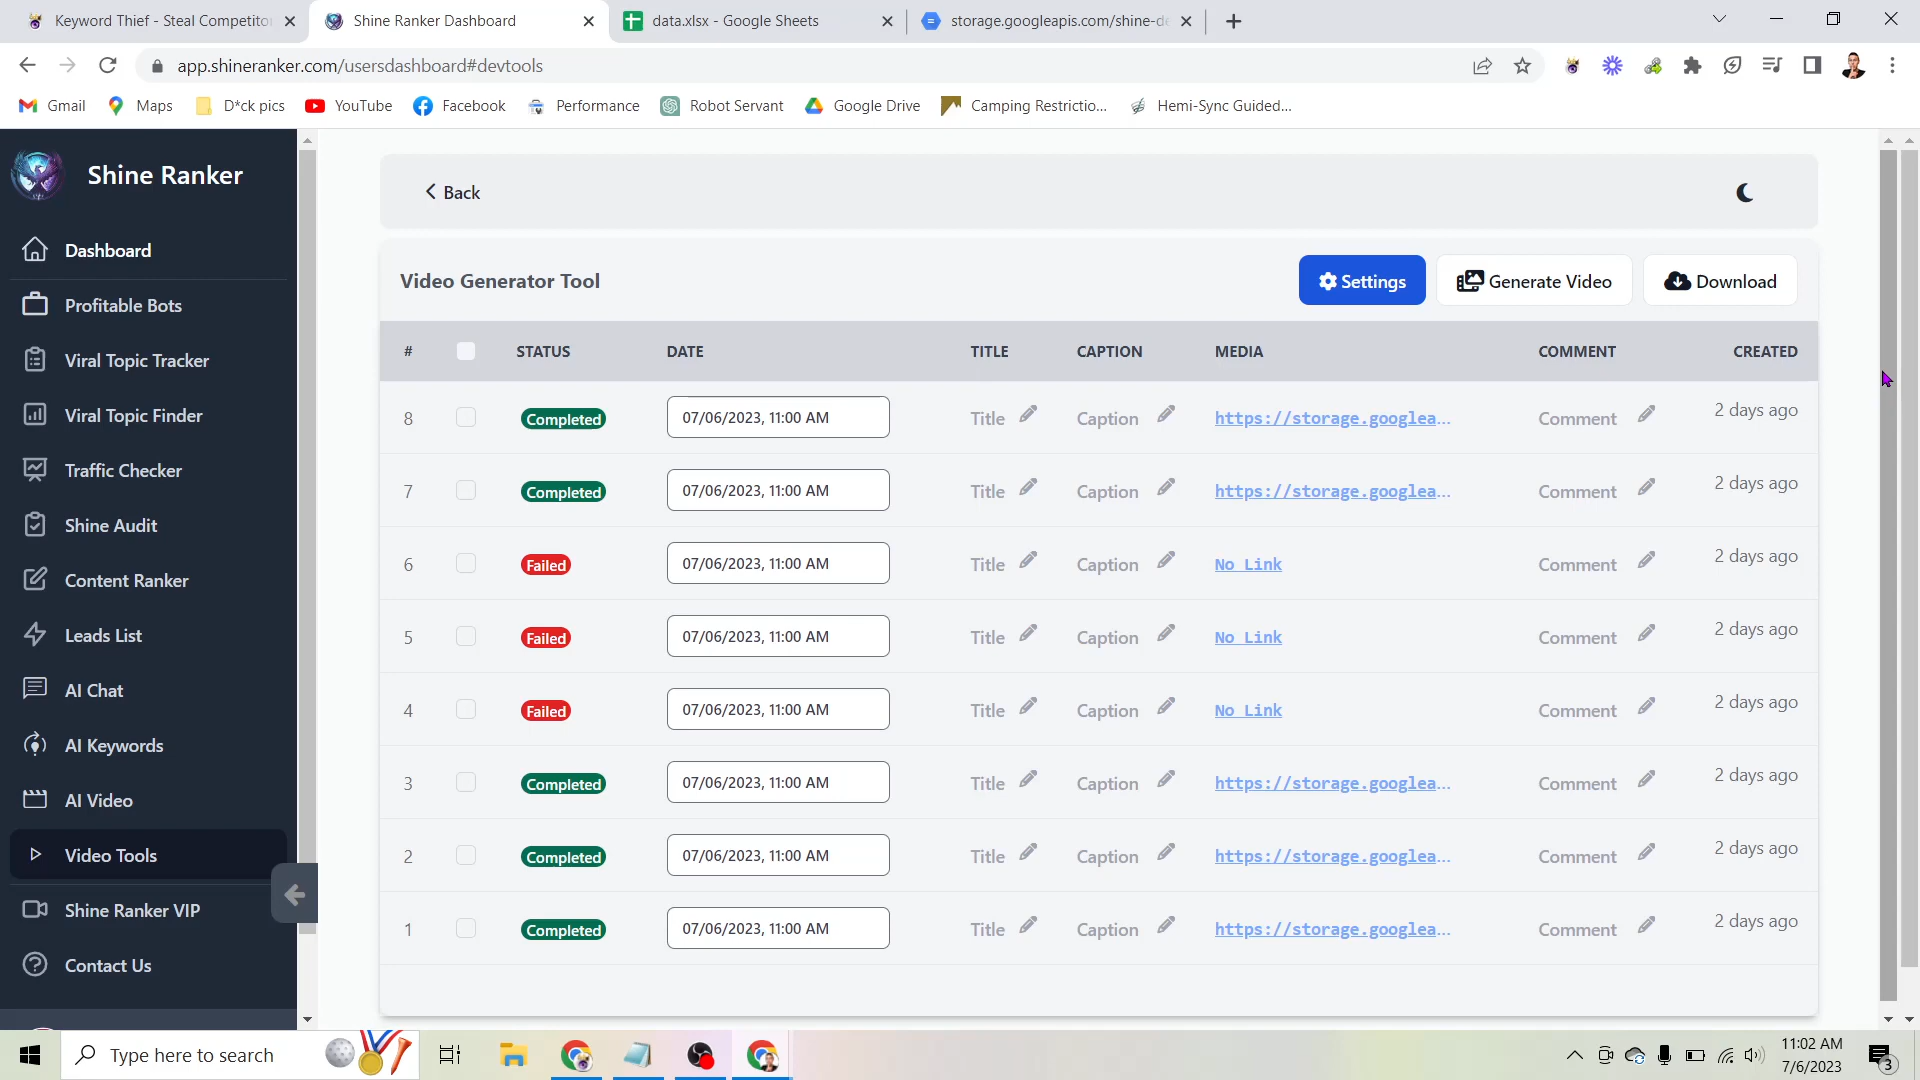 Keyword Thief - Steal Competito
Shine Ranker Dashboard
data.xlsx - Google Sheets
storage.googleapis.com/shine-de
app.shineranker.com/usersdashboard#devtools
Gmail
Maps
D*ck pics
YouTube
Facebook
Performance
Robot Servant
Google Drive
Camping Restrictio...
Hemi-Sync Guided...
Shine Ranker
Dashboard
Profitable Bots
Viral Topic Tracker
Viral Topic Finder
Traffic Checker
Shine Audit
Content Ranker
Leads List
AI Chat
AI Keywords
AI Video
Video Tools
Shine Ranker VIP
Contact Us
Back
Video Generator Tool
Settings
Generate Video
Download
# STATUS DATE TITLE CAPTION MEDIA COMMENT CREATED
8 Completed 07/06/2023, 11:00 AM Title Caption https://storage.googlea... Comment 2 days ago
7 Completed 07/06/2023, 11:00 AM Title Caption https://storage.googlea... Comment 2 days ago
6 Failed 07/06/2023, 11:00 AM Title Caption No Link Comment 2 days ago
5 Failed 07/06/2023, 11:00 AM Title Caption No Link Comment 2 days ago
4 Failed 07/06/2023, 11:00 AM Title Caption No Link Comment 2 days ago
3 Completed 07/06/2023, 11:00 AM Title Caption https://storage.googlea... Comment 2 days ago
2 Completed 07/06/2023, 11:00 AM Title Caption https://storage.googlea... Comment 2 days ago
1 Completed 07/06/2023, 11:00 AM Title Caption https://storage.googlea... Comment 2 days ago
Type here to search
11:02 AM
7/6/2023
3